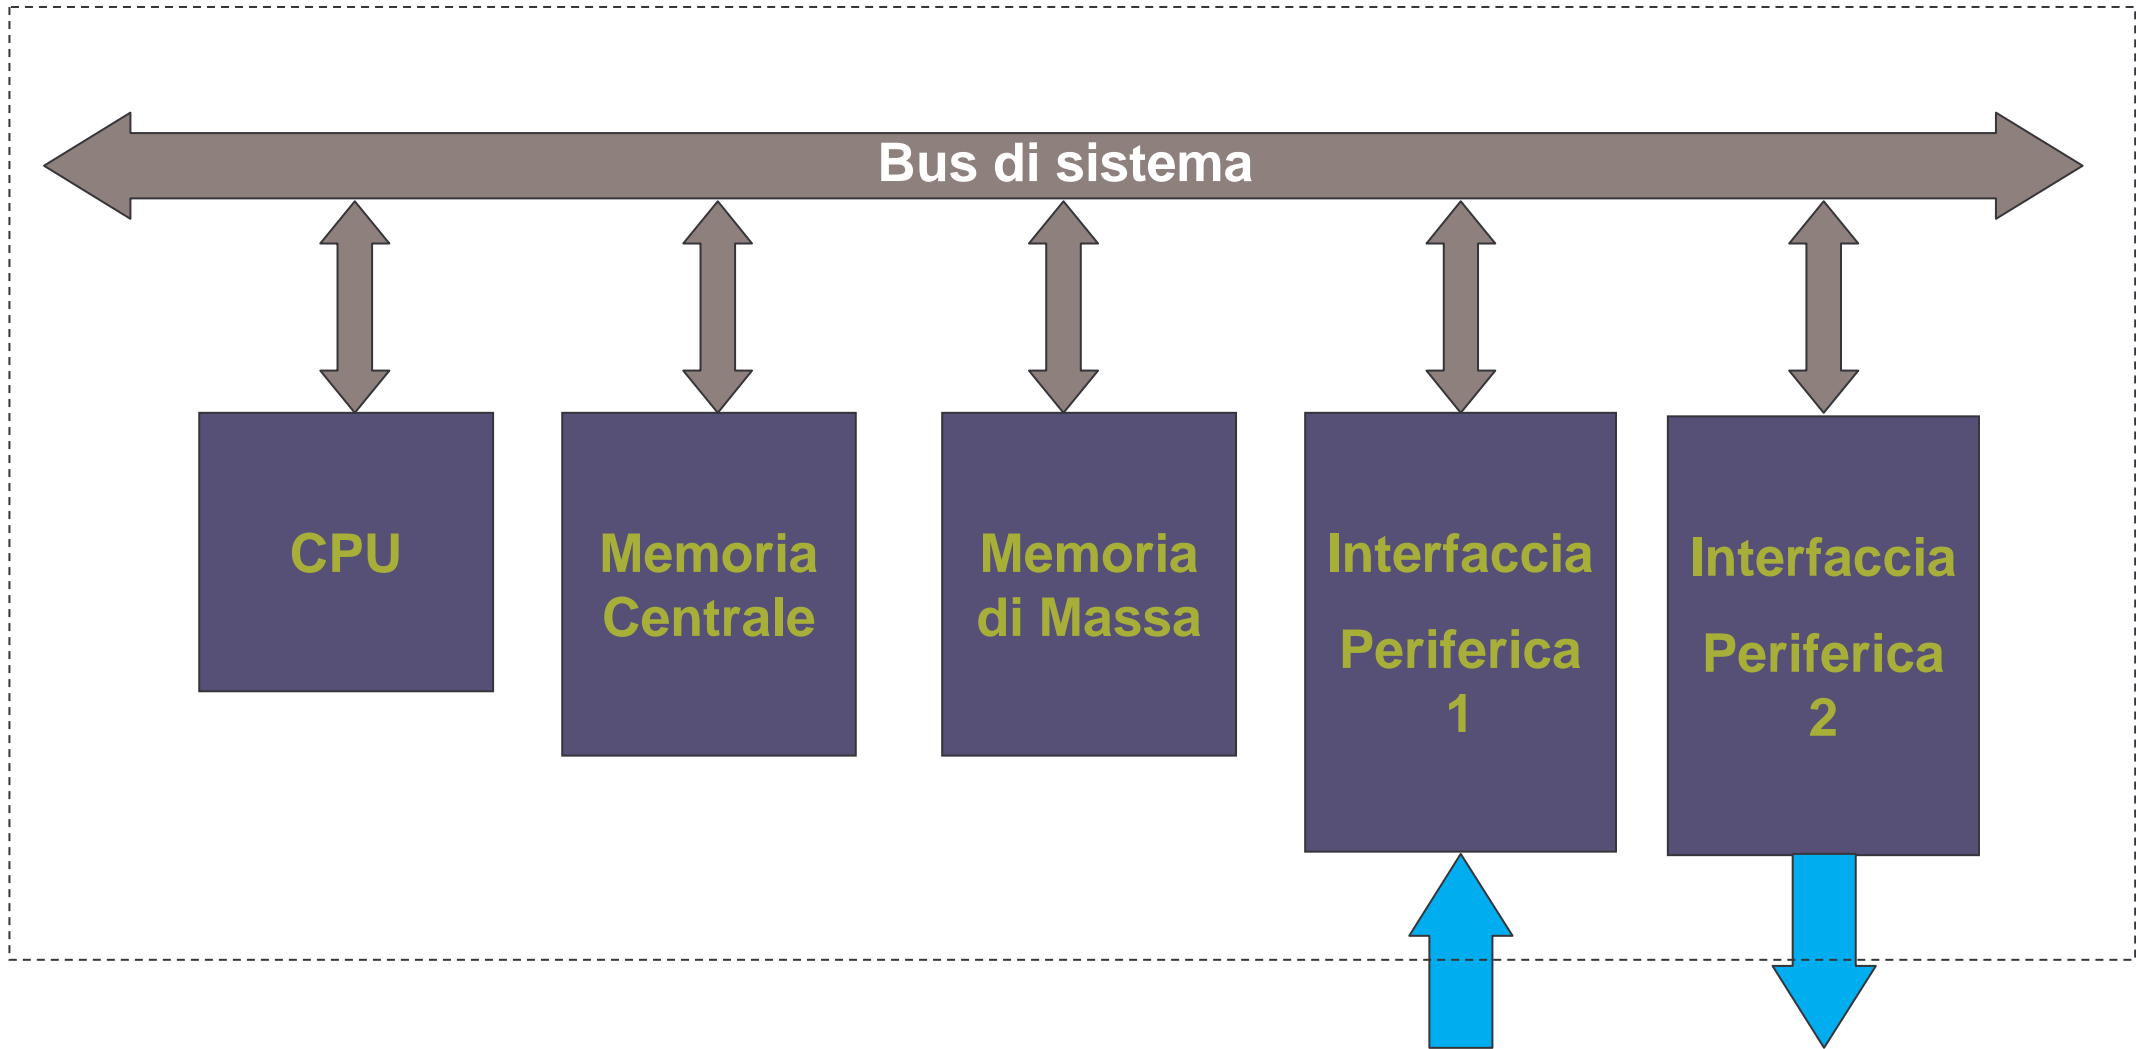 Bus di sistema
CPU
Memoria
Centrale
Memoria
di Massa
Interfaccia
Periferica
1
Interfaccia
Periferica
2